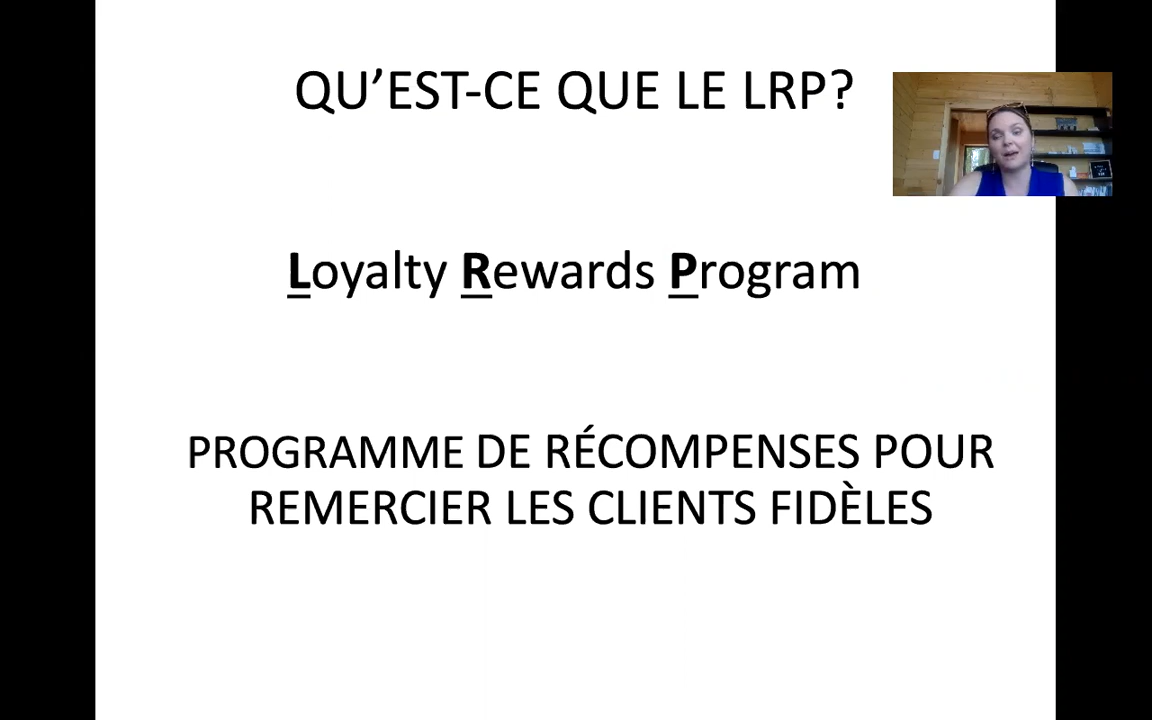 QU’EST-CE QUE LE LRP?
Loyalty Rewards Program
PROGRAMME DE RÉCOMPENSES POUR
REMERCIER LES CLIENTS FIDÈLES